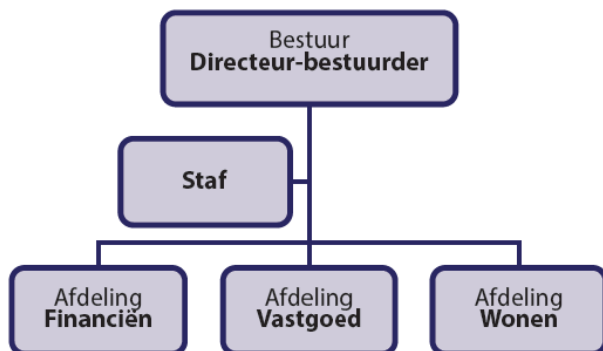 Bestuur
Directeur-bestuurder
Staf
Afdeling
Financiën
Afdeling
Vastgoed
Afdeling
Wonen